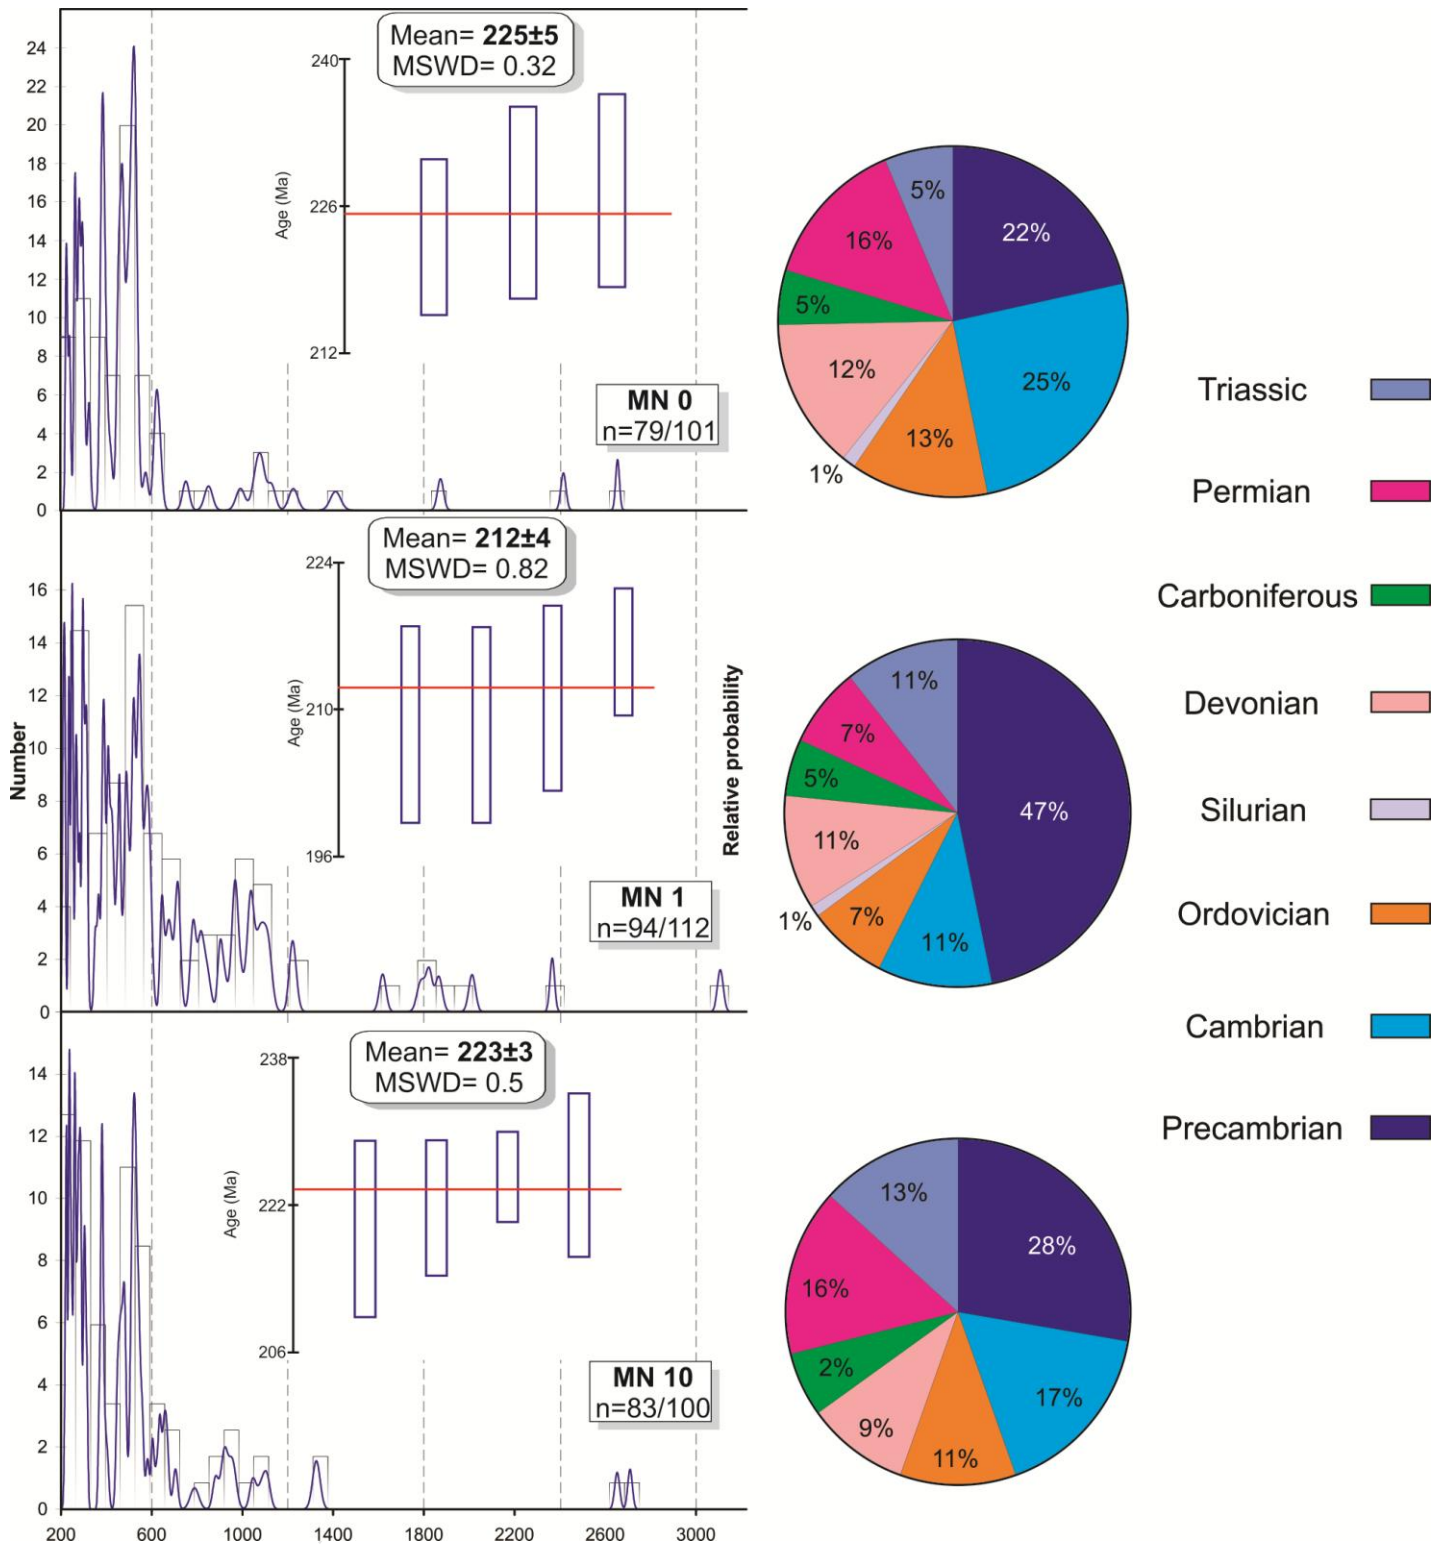 Mean= 225±5
MSWD= 0.32
24
22
20
18
16
14
12
10
8
6
4
2
0
240
226
212
Age (Ma)
MN 0
n=79/101
5%
22%
16%
5%
12%
25%
13%
1%
Triassic
Permian
Carboniferous
Devonian
Silurian
Ordovician
Cambrian
Precambrian
Mean= 212±4
MSWD= 0.82
16
14
12
10
8
6
4
2
0
Number
224
210
196
Age (Ma)
Relative probability
MN 1
n=94/112
11%
7%
5%
47%
11%
1%
7%
11%
Mean= 223±3
MSWD= 0.5
14
12
10
8
6
4
2
0
238
222
206
Age (Ma)
MN 10
n=83/100
13%
28%
16%
2%
17%
9%
11%
200 600 1000 1400 1800 2200 2600 3000